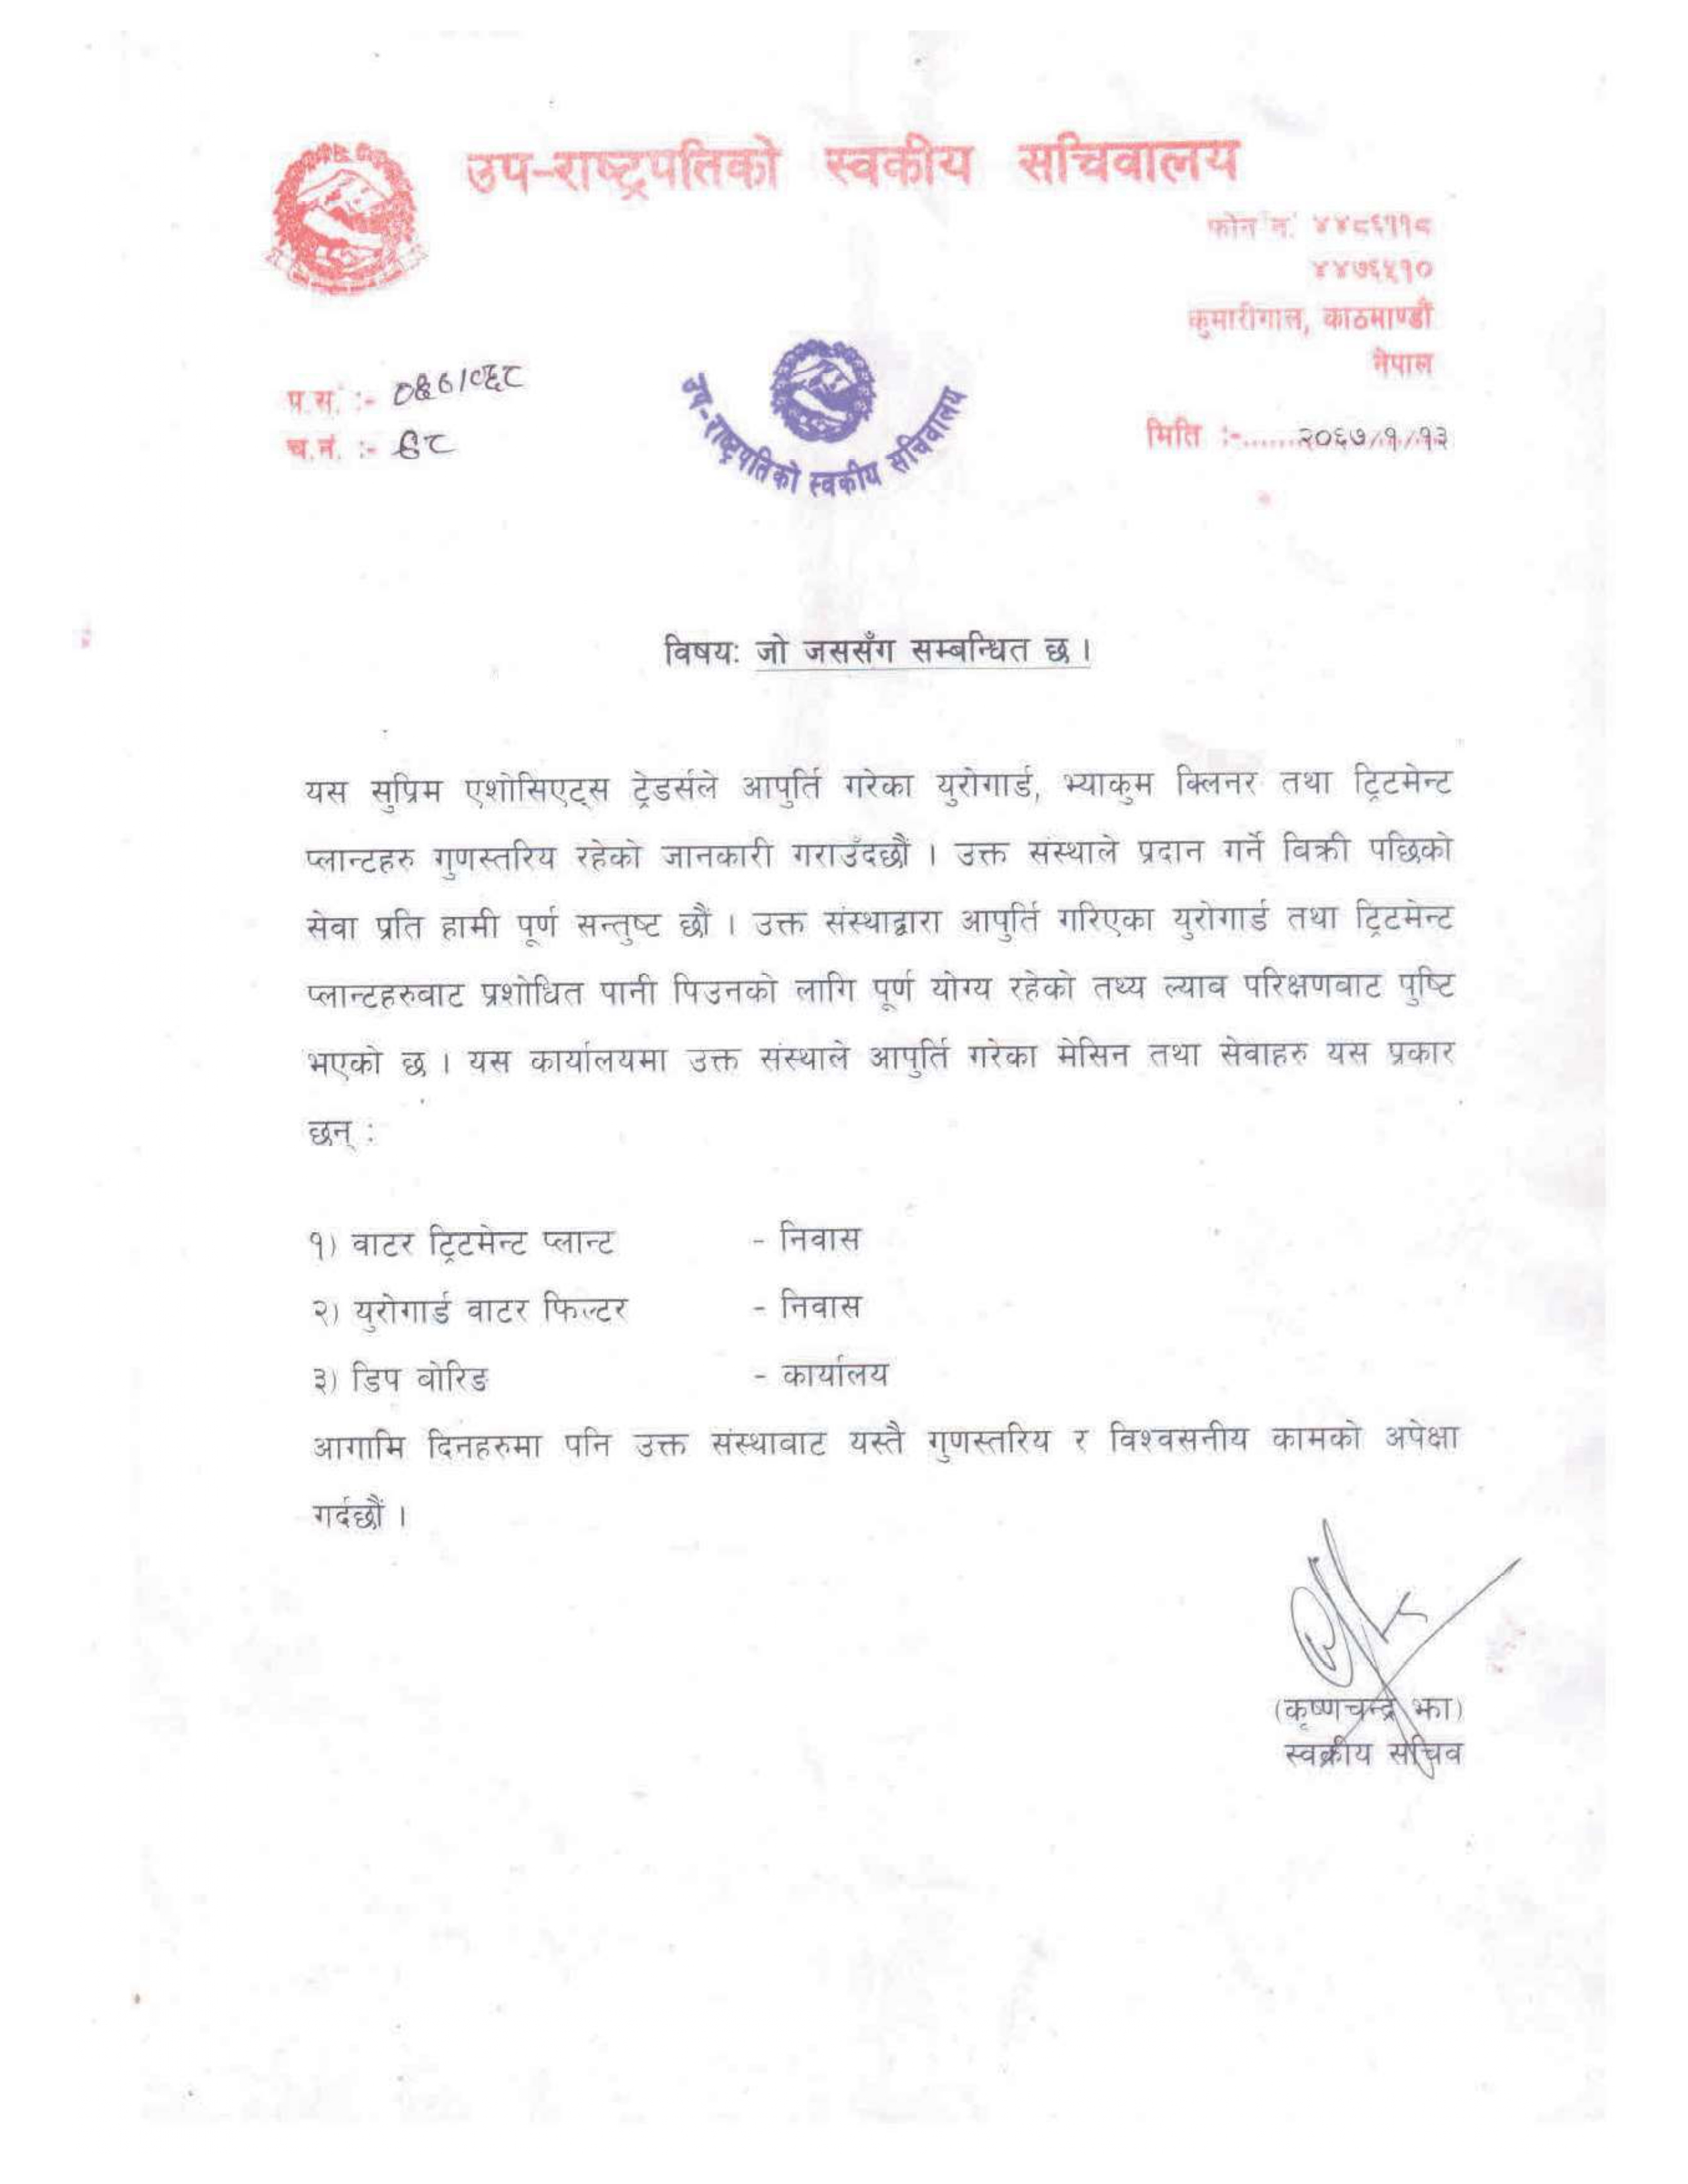 उप-राष्ट्रपतिको स्वकीय सचिवालय
फोन नं. ४४८६११८
४४७६५१०
कुमारीगाल, काठमाण्डौं
नेपाल
प.स. :-
च.नं. :- ६८
मिति :-......२०६७/१/१३
उप-राष्ट्रपतिको स्वकीय सचिवालय
विषयः जो जससँग सम्बन्धित छ ।
यस सुप्रिम एशोसिएट्स ट्रेडर्सले आपुर्ति गरेका युरोगार्ड, भ्याकुम क्लिनर तथा ट्रिटमेन्ट
प्लान्टहरु गुणस्तरिय रहेको जानकारी गराउँदछौं । उक्त संस्थाले प्रदान गर्ने बिक्री पछिको
सेवा प्रति हामी पूर्ण सन्तुष्ट छौं । उक्त संस्थाद्वारा आपुर्ति गरिएका युरोगार्ड तथा ट्रिटमेन्ट
प्लान्टहरुबाट प्रशोधित पानी पिउनको लागि पूर्ण योग्य रहेको तथ्य ल्याब परिक्षणबाट पुष्टि
भएको छ । यस कार्यालयमा उक्त संस्थाले आपुर्ति गरेका मेसिन तथा सेवाहरु यस प्रकार
छन् :
१) वाटर ट्रिटमेन्ट प्लान्ट - निवास
२) युरोगार्ड वाटर फिल्टर - निवास
३) डिप बोरिङ - कार्यालय
आगामि दिनहरुमा पनि उक्त संस्थाबाट यस्तै गुणस्तरिय र विश्वसनीय कामको अपेक्षा
गर्दछौं ।
(कृष्णचन्द्र झा)
स्वकीय सचिव